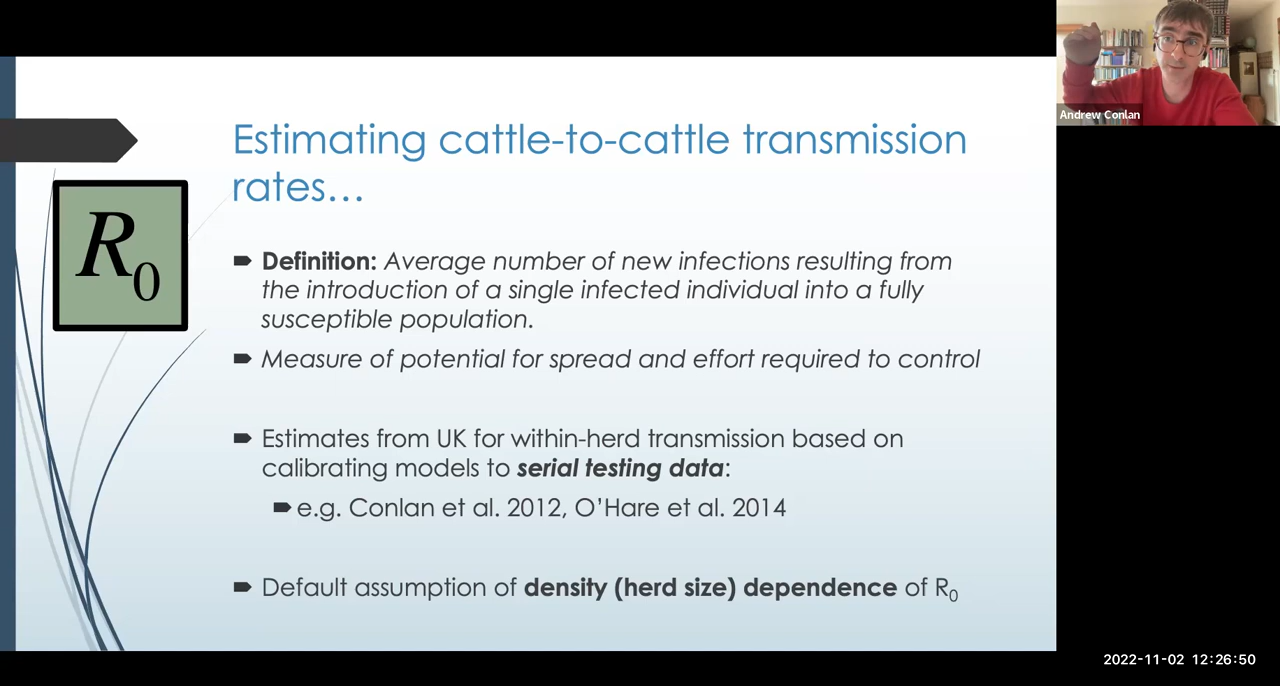 Andrew Conlan
Estimating cattle-to-cattle transmission
rates…
R0
Definition: Average number of new infections resulting from
the introduction of a single infected individual into a fully
susceptible population.
Measure of potential for spread and effort required to control
Estimates from UK for within-herd transmission based on
calibrating models to serial testing data:
e.g. Conlan et al. 2012, O’Hare et al. 2014
Default assumption of density (herd size) dependence of R0
2022-11-02 12:26:50